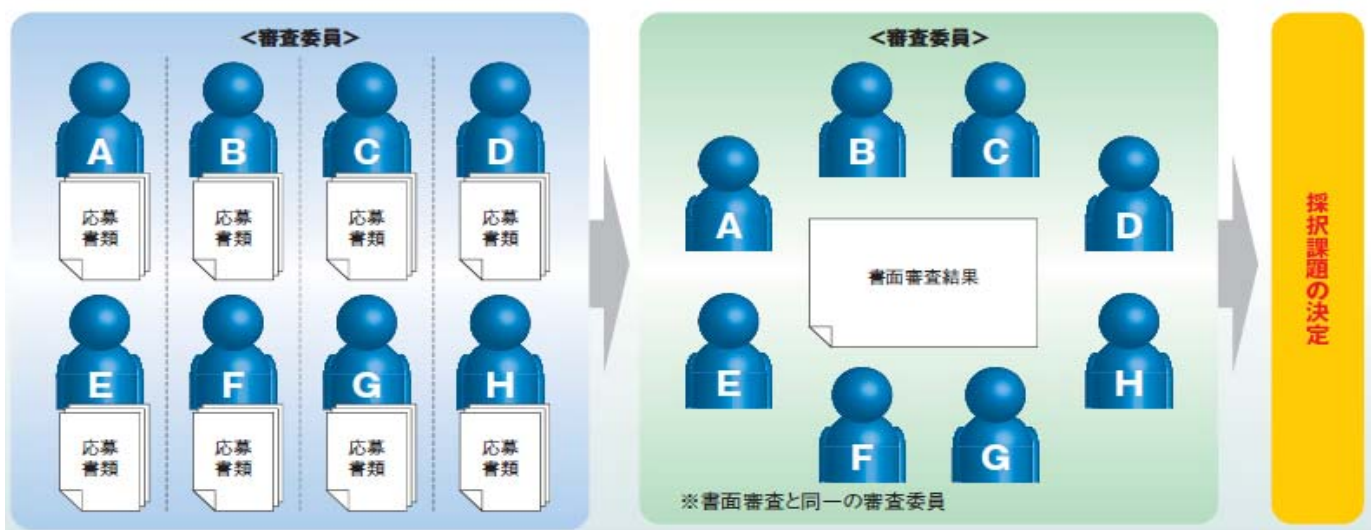 <審査委員>
A
B
C
D
応募
書類
応募
書類
応募
書類
応募
書類
E
F
G
H
応募
書類
応募
書類
応募
書類
応募
書類
<審査委員>
B
C
A
D
書面審査結果
E
H
F
G
※書面審査と同一の審査委員
採択課題の決定